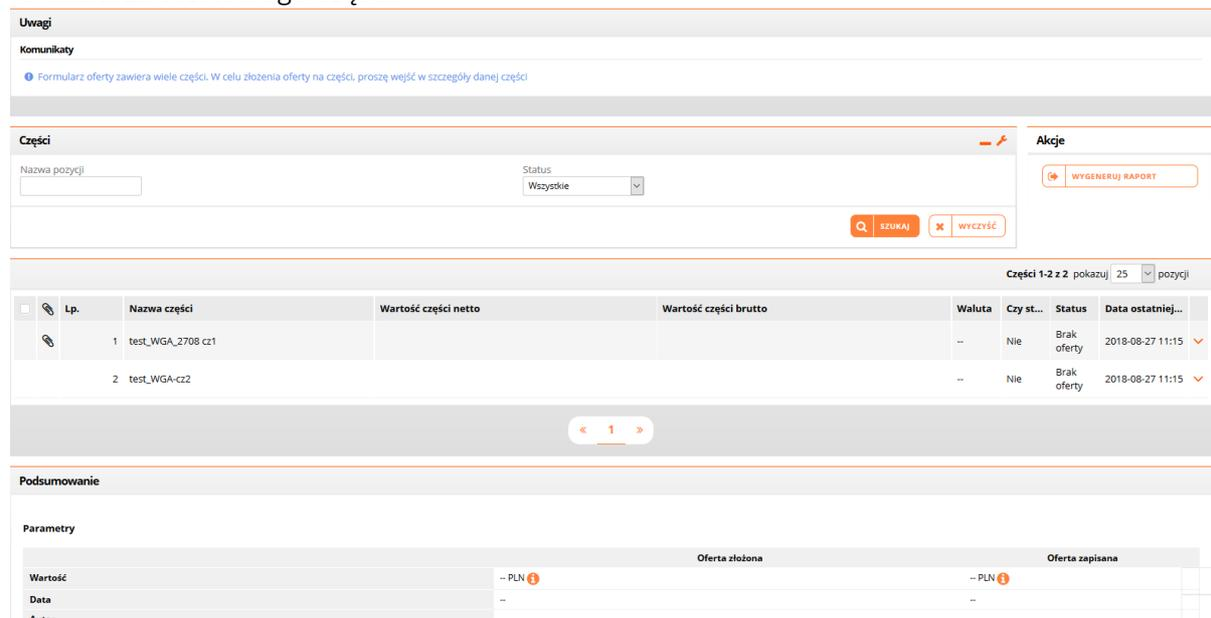 Uwagi
Komunikaty
Formularz oferty zawiera wiele części. W celu złożenia oferty na części, proszę wejść w szczegóły danej części
Części
Akcje
Nazwa pozycji
Status
Wszystkie
WYGENERUJ RAPORT
SZUKAJ
WYCZYŚĆ
Części 1-2 z 2 pokazuj 25 pozycji
Lp. Nazwa części Wartość części netto Wartość części brutto Waluta Czy st... Status Data ostatniej...
1 test_WGA_2708 cz1 -- Nie Brak oferty 2018-08-27 11:15
2 test_WGA-cz2 -- Nie Brak oferty 2018-08-27 11:15
« 1 »
Podsumowanie
Parametry
Oferta złożona Oferta zapisana
Wartość -- PLN -- PLN
Data -- --